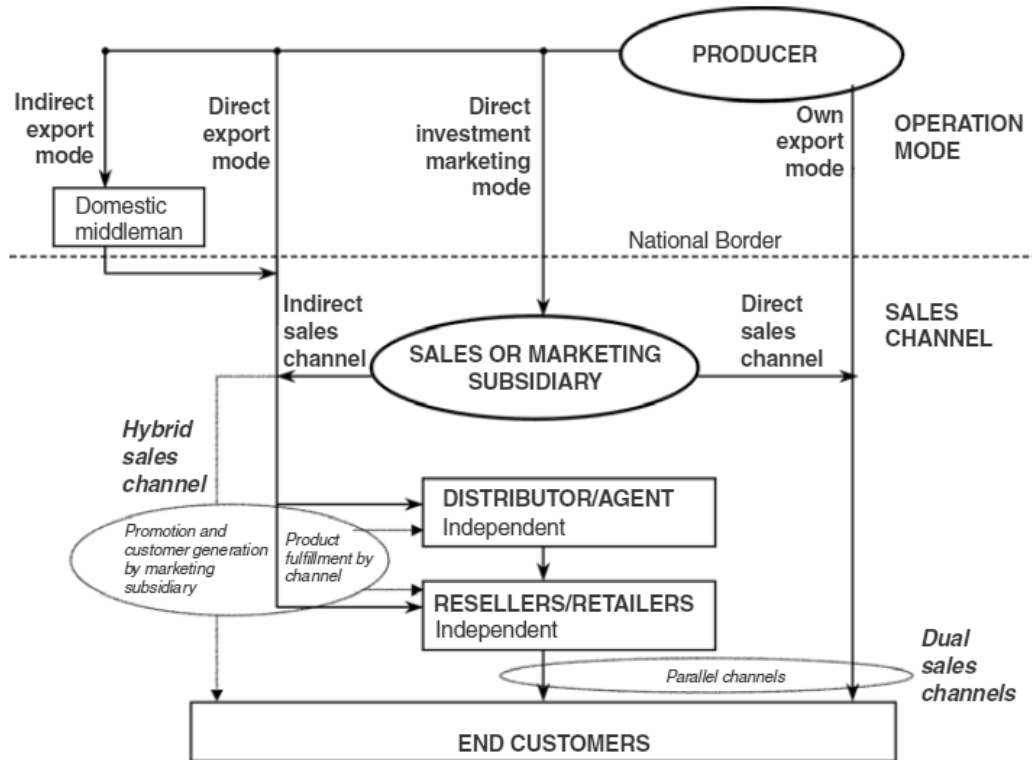 PRODUCER
Indirect
export
mode
Direct
export
mode
Direct
investment
marketing
mode
Own
export
mode
OPERATION
MODE
Domestic
middleman
National Border
Indirect
sales
channel
SALES OR MARKETING
SUBSIDIARY
Direct
sales
channel
SALES
CHANNEL
Hybrid
sales
channel
Promotion and
customer generation
by marketing
subsidiary
Product
fulfillment by
channel
DISTRIBUTOR/AGENT
Independent
RESELLERS/RETAILERS
Independent
Parallel channels
Dual
sales
channels
END CUSTOMERS